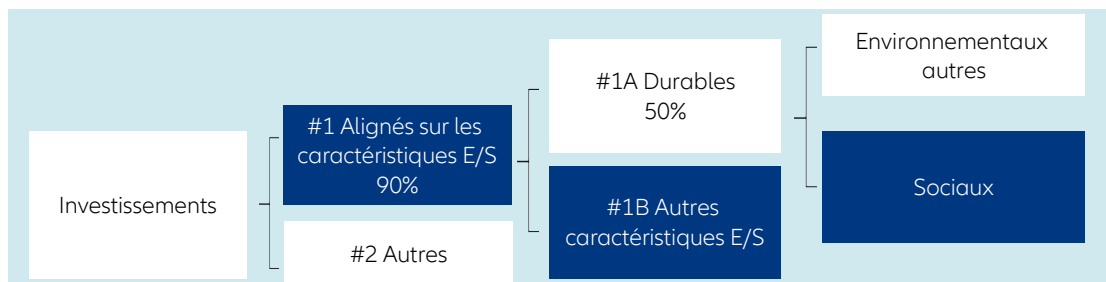 Investissements
#1 Alignés sur les
caractéristiques E/S
90%
#2 Autres
#1A Durables
50%
#1B Autres
caractéristiques E/S
Environnementaux
autres
Sociaux